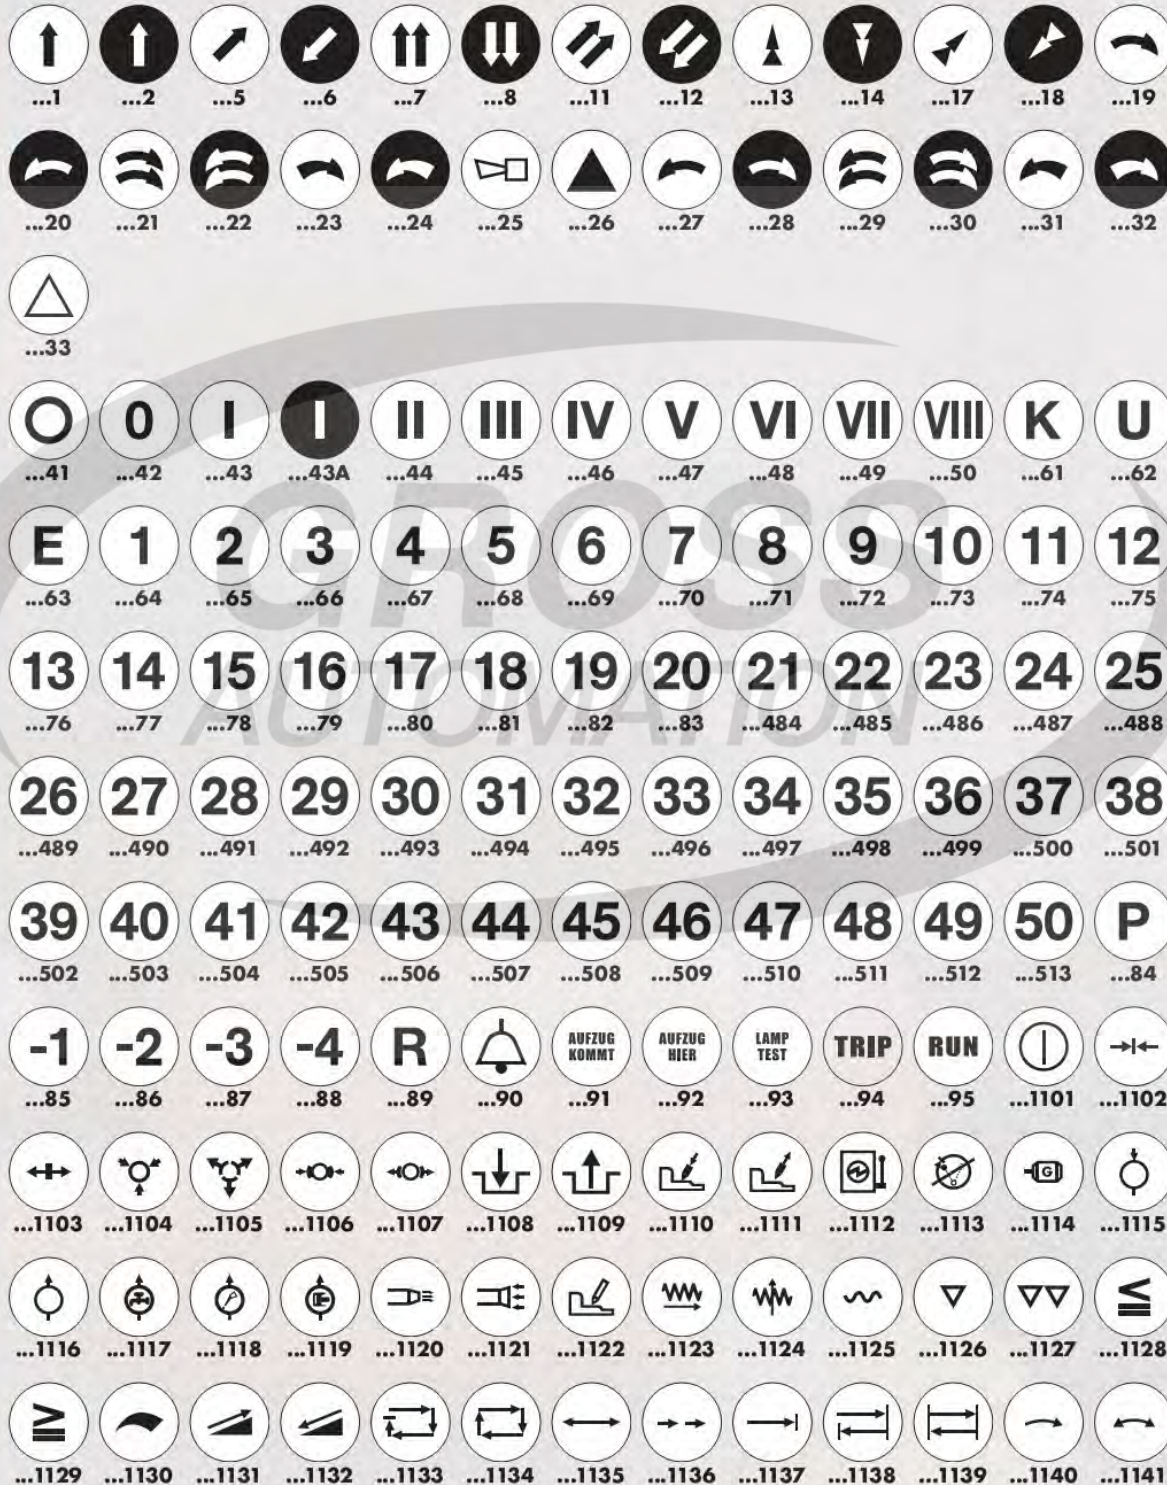 ...1 ...2 ...5 ...6 ...7 ...8 ...11 ...12 ...13 ...14 ...17 ...18 ...19
...20 ...21 ...22 ...23 ...24 ...25 ...26 ...27 ...28 ...29 ...30 ...31 ...32
...33
O 0 I I II III IV V VI VII VIII K U
...41 ...42 ...43 ...43A ...44 ...45 ...46 ...47 ...48 ...49 ...50 ...61 ...62
GROSS
E 1 2 3 4 5 6 7 8 9 10 11 12
...63 ...64 ...65 ...66 ...67 ...68 ...69 ...70 ...71 ...72 ...73 ...74 ...75
AUTOMATION
13 14 15 16 17 18 19 20 21 22 23 24 25
...76 ...77 ...78 ...79 ...80 ...81 ...82 ...83 ...484 ...485 ...486 ...487 ...488
26 27 28 29 30 31 32 33 34 35 36 37 38
...489 ...490 ...491 ...492 ...493 ...494 ...495 ...496 ...497 ...498 ...499 ...500 ...501
39 40 41 42 43 44 45 46 47 48 49 50 P
...502 ...503 ...504 ...505 ...506 ...507 ...508 ...509 ...510 ...511 ...512 ...513 ...84
-1 -2 -3 -4 R AUFZUG KOMMT AUFZUG HIER LAMP TEST TRIP RUN
...85 ...86 ...87 ...88 ...89 ...90 ...91 ...92 ...93 ...94 ...95 ...1101 ...1102
G
...1103 ...1104 ...1105 ...1106 ...1107 ...1108 ...1109 ...1110 ...1111 ...1112 ...1113 ...1114 ...1115
...1116 ...1117 ...1118 ...1119 ...1120 ...1121 ...1122 ...1123 ...1124 ...1125 ...1126 ...1127 ...1128
...1129 ...1130 ...1131 ...1132 ...1133 ...1134 ...1135 ...1136 ...1137 ...1138 ...1139 ...1140 ...1141